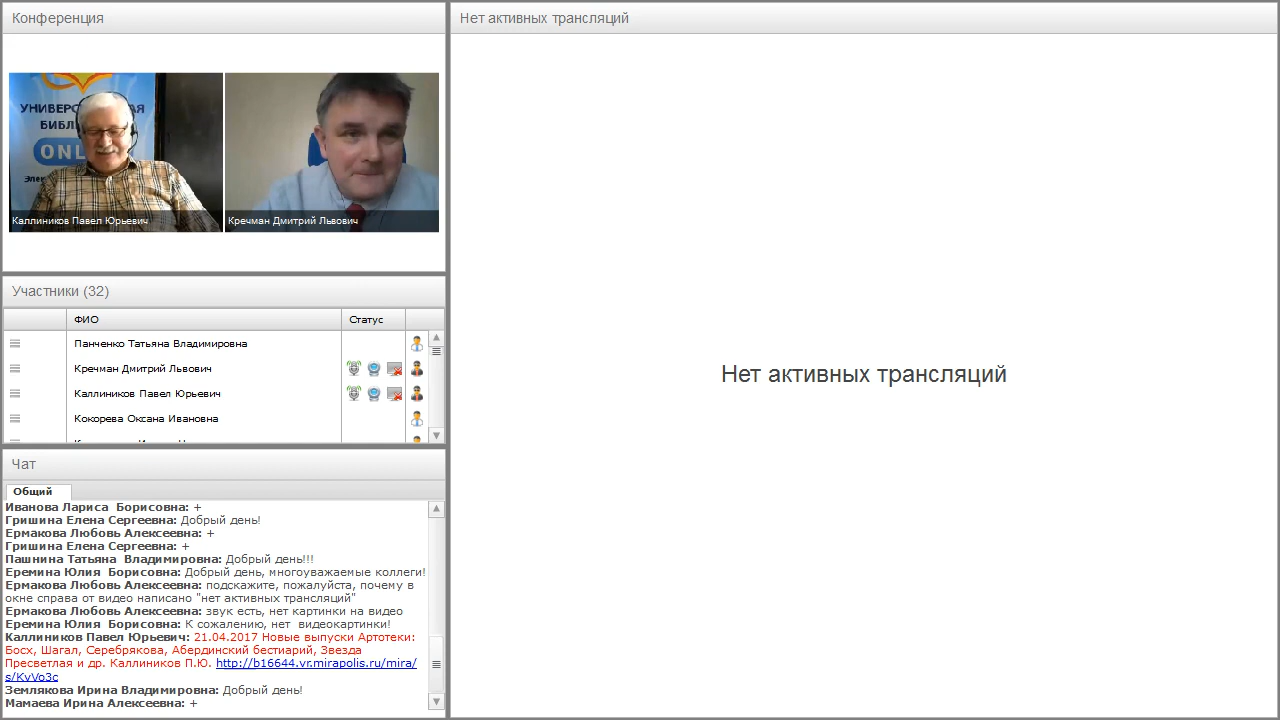 Конференция
Нет активных трансляций
УНИВЕРС
БИБЛ
ONL
Каллиников Павел Юрьевич
Кречман Дмитрий Львович
Участники (32)
ФИО
Статус
Панченко Татьяна Владимировна
Кречман Дмитрий Львович
Каллиников Павел Юрьевич
Кокорева Оксана Ивановна
Нет активных трансляций
Чат
Общий
Иванова Лариса Борисовна: +
Гришина Елена Сергеевна: Добрый день!
Ермакова Любовь Алексеевна: +
Гришина Елена Сергеевна: +
Пашнина Татьяна Владимировна: Добрый день!!!
Еремина Юлия Борисовна: Добрый день, многоуважаемые коллеги!
Ермакова Любовь Алексеевна: подскажите, пожалуйста, почему в
окне справа от видео написано "нет активных трансляций"
Ермакова Любовь Алексеевна: звук есть, нет картинки на видео
Еремина Юлия Борисовна: К сожалению, нет видеокартинки!
Каллиников Павел Юрьевич: 21.04.2017 Новые выпуски Артотеки:
Босх, Шагал, Серебрякова, Абердинский бестиарий, Звезда
Пресветлая и др. Каллиников П.Ю. http://b16644.vr.mirapolis.ru/mira/
s/KvVo3c
Землякова Ирина Владимировна: Добрый день!
Мамаева Ирина Алексеевна: +